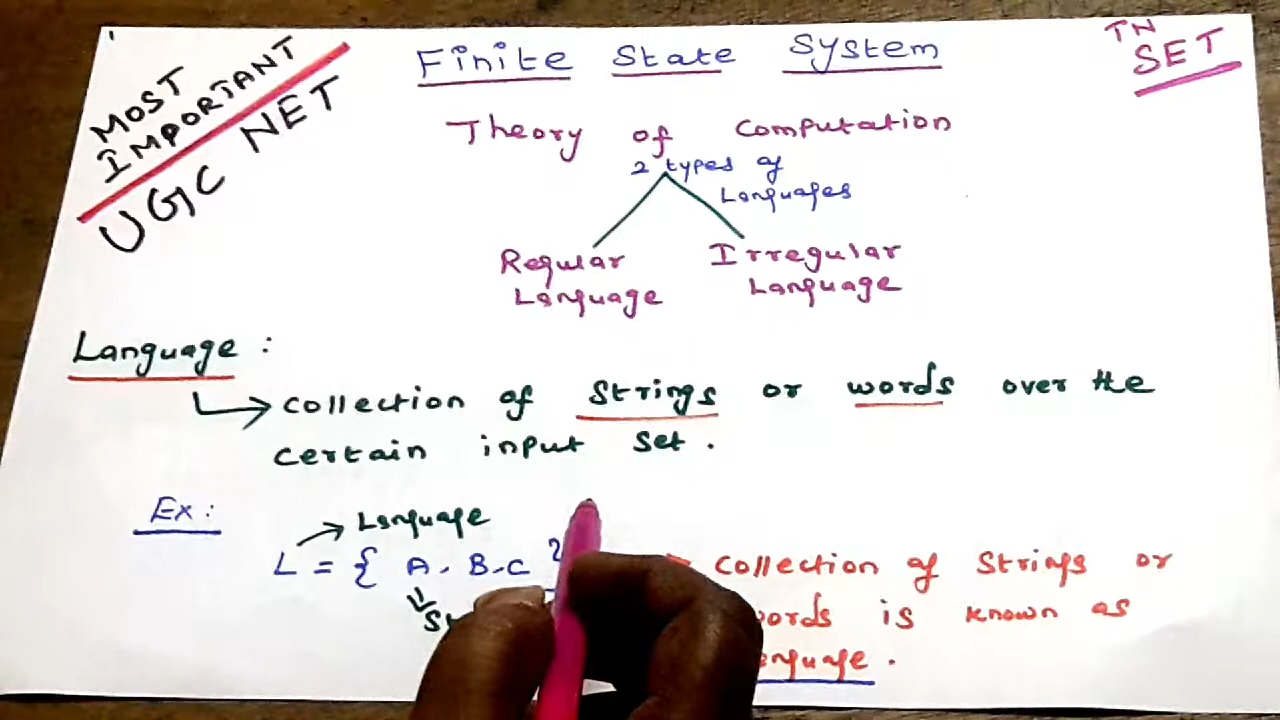 MOST
IMPORTANT
UGC NET
Finite State System
TN
SET
Theory of Computation
2 types of
Languages
Regular
Language
Irregular
Language
Language :
collection of strings or words over the
certain input set .
Ex :
Language
L = { A , B , C
collection of strings or
is known as